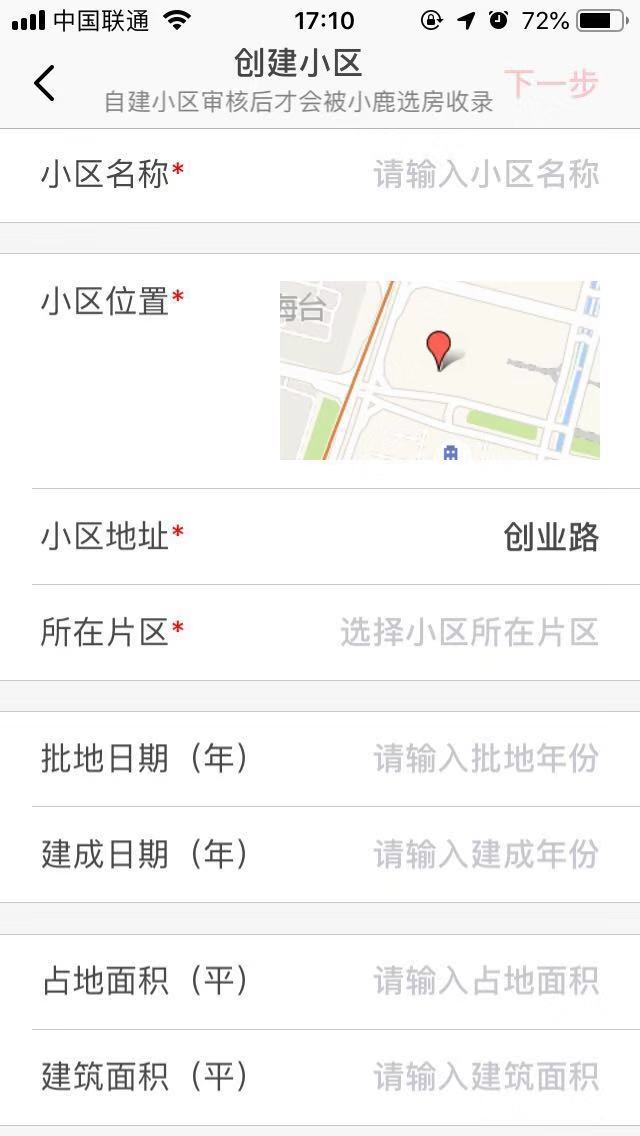 中国联通 17:10 72%
创建小区
自建小区审核后才会被小鹿选房收录
下一步
小区名称* 请输入小区名称
小区位置*
海台
小区地址* 创业路
所在片区* 选择小区所在片区
批地日期（年） 请输入批地年份
建成日期（年） 请输入建成年份
占地面积（平） 请输入占地面积
建筑面积（平） 请输入建筑面积